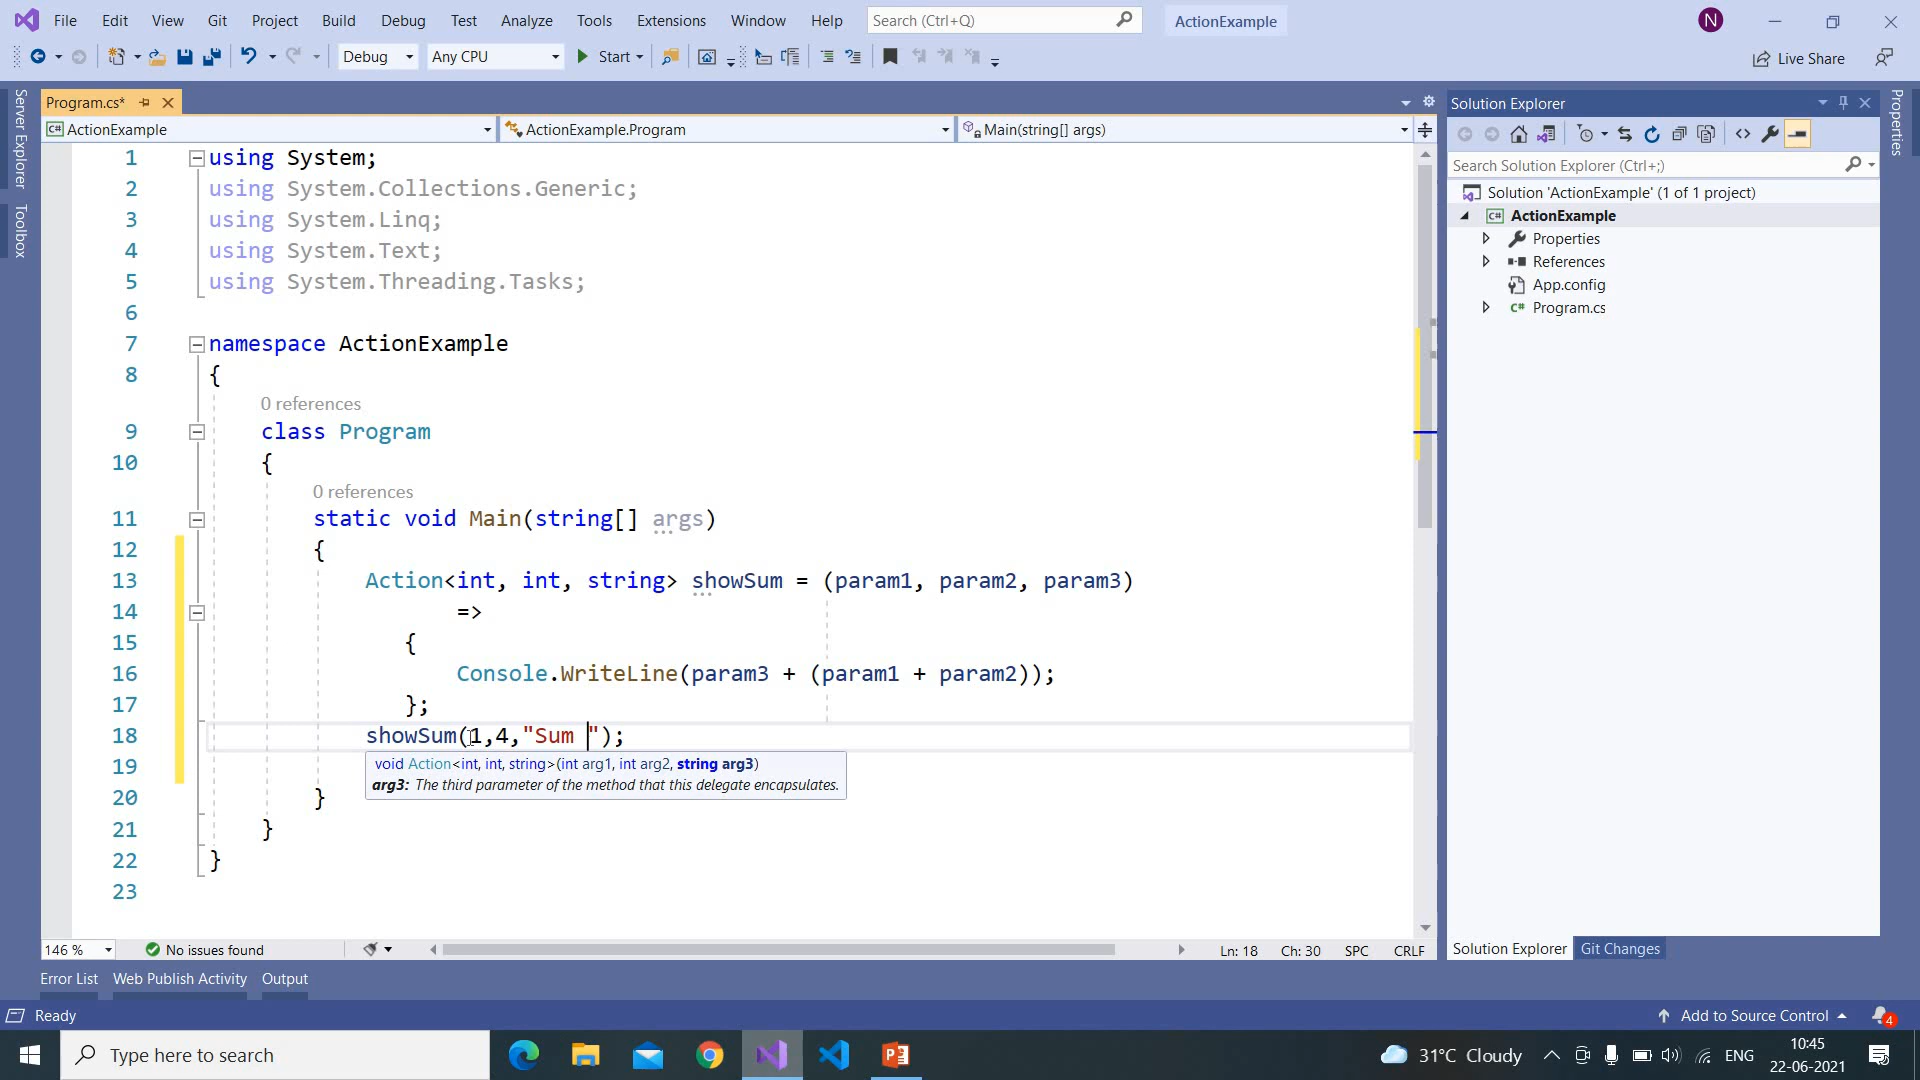 File Edit View Git Project Build Debug Test Analyze Tools Extensions Window Help Search (Ctrl+Q) ActionExample N
Debug Any CPU Start Live Share
Server Explorer
Toolbox
Program.cs*
ActionExample ActionExample.Program Main(string[] args)
1 using System;
2 using System.Collections.Generic;
3 using System.Linq;
4 using System.Text;
5 using System.Threading.Tasks;
6
7 namespace ActionExample
8 {
0 references
9 class Program
10 {
0 references
11 static void Main(string[] args)
12 {
13 Action<int, int, string> showSum = (param1, param2, param3)
14 =>
15 {
16 Console.WriteLine(param3 + (param1 + param2));
17 };
18 showSum(1,4,"Sum ");
void Action<int, int, string>(int arg1, int arg2, string arg3)
arg3: The third parameter of the method that this delegate encapsulates.
19
20 }
21 }
22 }
23
146 % No issues found Ln: 18 Ch: 30 SPC CRLF
Solution Explorer
Search Solution Explorer (Ctrl+;)
Solution 'ActionExample' (1 of 1 project)
C# ActionExample
Properties
References
App.config
C# Program.cs
Solution Explorer Git Changes
Properties
Error List Web Publish Activity Output
Ready Add to Source Control 4
Type here to search 31°C Cloudy ENG
10:45
22-06-2021